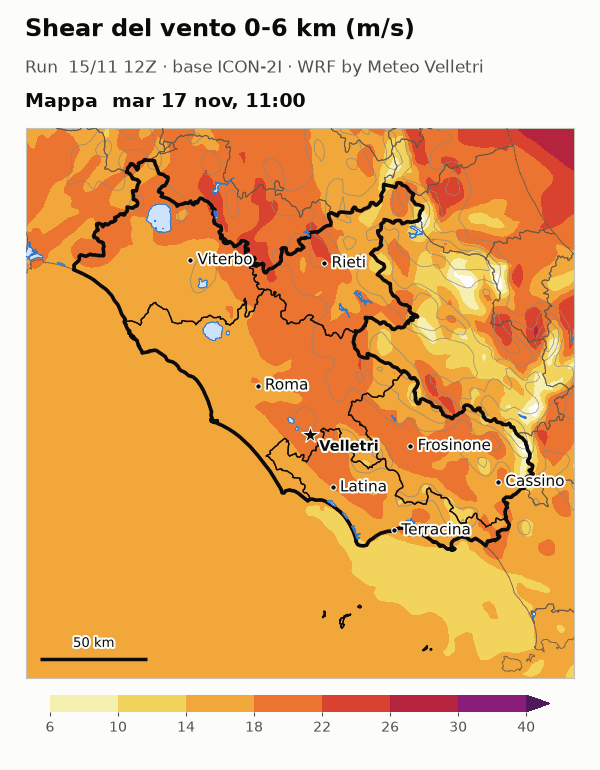 Shear del vento 0-6 km (m/s)
Run  15/11 12Z · base ICON-2I · WRF by Meteo Velletri
Mappa  mar 17 nov, 11:00
Viterbo
Rieti
Roma
Velletri
Frosinone
Latina
Cassino
Terracina
50 km
6 10 14 18 22 26 30 40